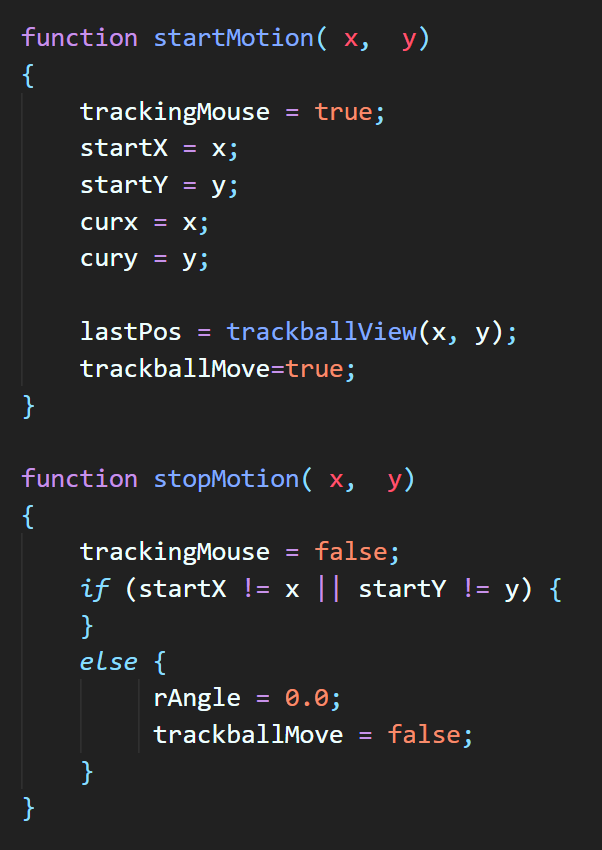 function startMotion( x,  y)
{
    trackingMouse = true;
    startX = x;
    startY = y;
    curx = x;
    cury = y;

    lastPos = trackballView(x, y);
    trackballMove=true;
}

function stopMotion( x,  y)
{
    trackingMouse = false;
    if (startX != x || startY != y) {
    }
    else {
         rAngle = 0.0;
         trackballMove = false;
    }
}